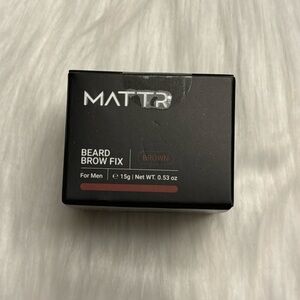 MATTR
BEARD
BROW FIX
BROWN
For Men
℮ 15g | Net WT. 0.53 oz